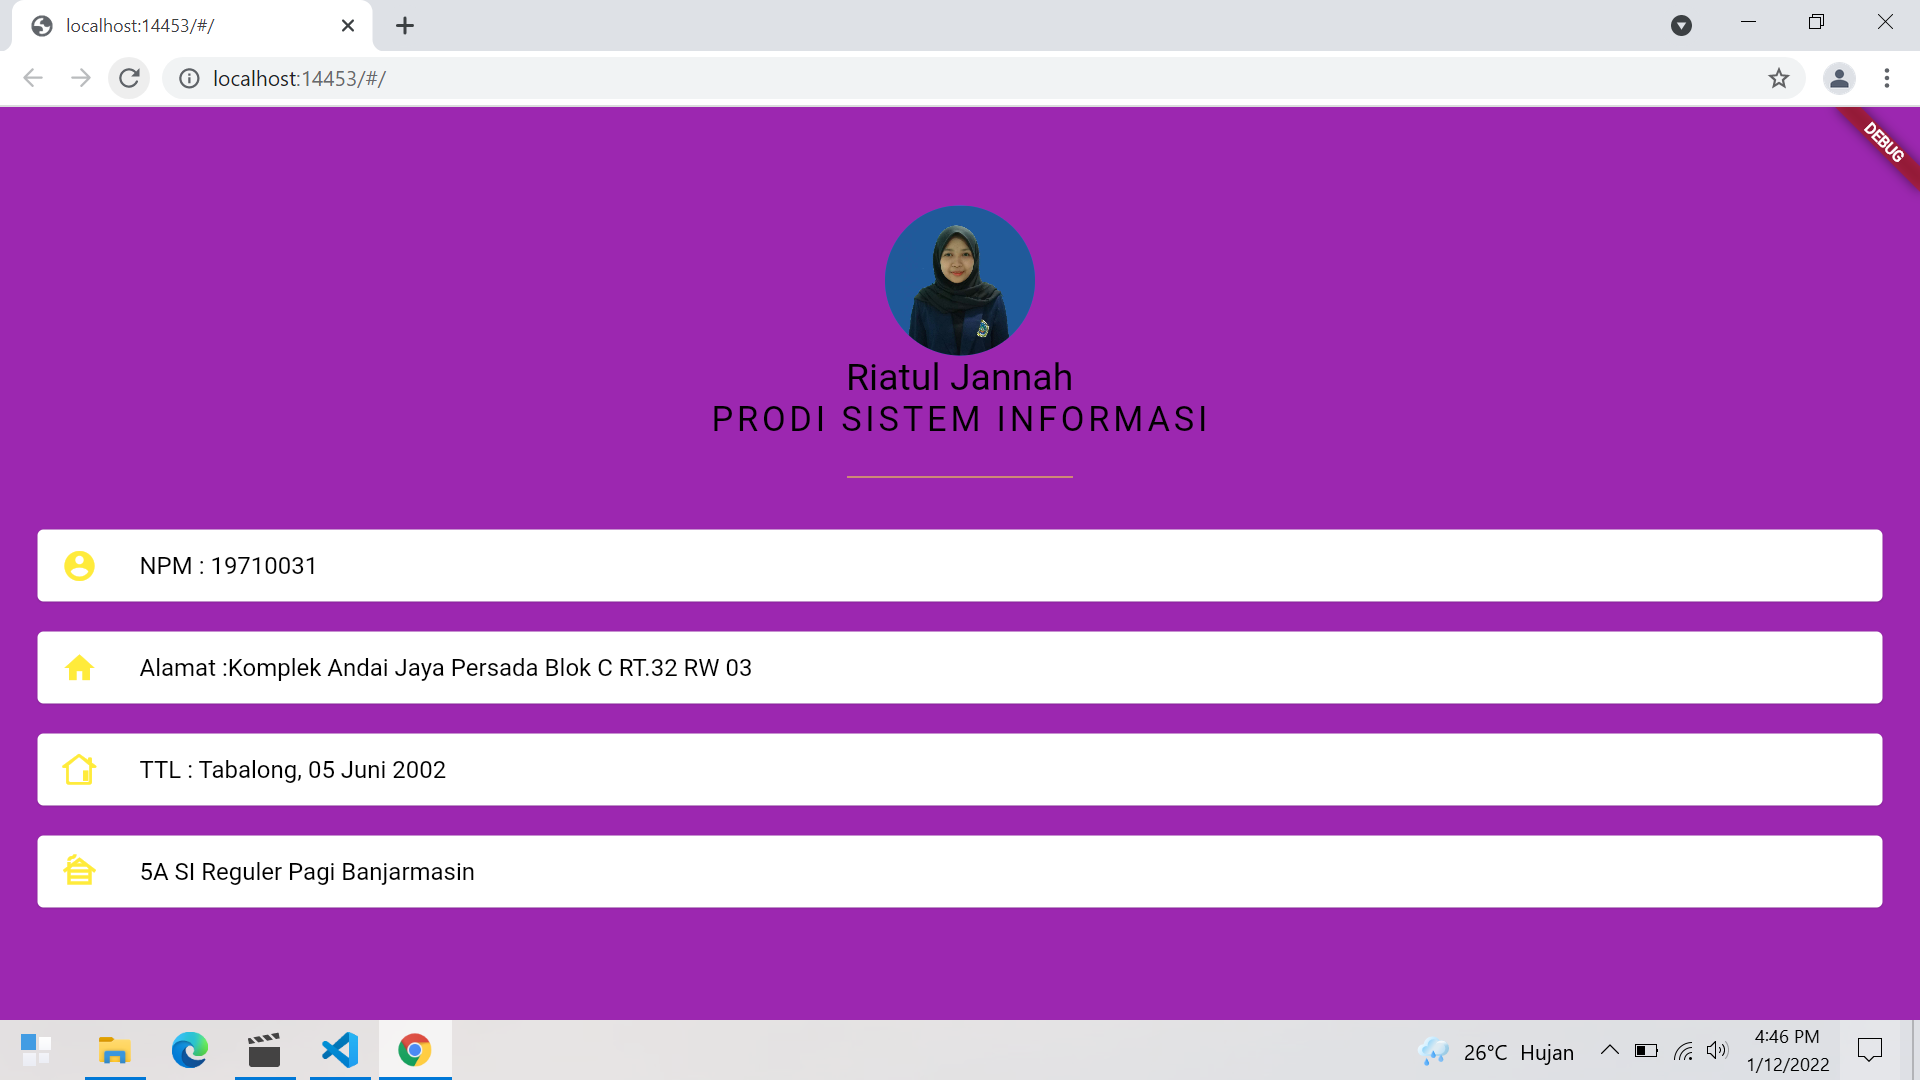 localhost:14453/#/
localhost:14453/#/
DEBUG
Riatul Jannah
PRODI SISTEM INFORMASI
NPM : 19710031
Alamat :Komplek Andai Jaya Persada Blok C RT.32 RW 03
TTL : Tabalong, 05 Juni 2002
5A SI Reguler Pagi Banjarmasin
26°C Hujan
4:46 PM
1/12/2022